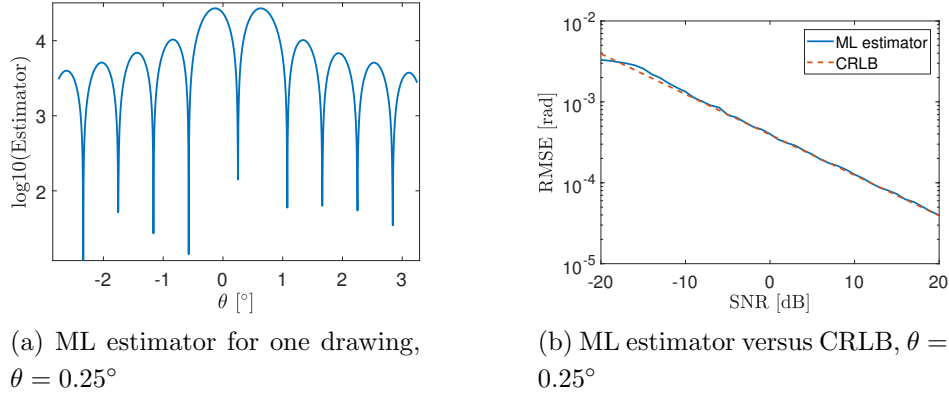 4
3
2
log10(Estimator)
-2 -1 0 1 2 3
θ [°]
(a) ML estimator for one drawing,
θ = 0.25°
10^-2
10^-3
10^-4
10^-5
RMSE [rad]
ML estimator
CRLB
-20 -10 0 10 20
SNR [dB]
(b) ML estimator versus CRLB, θ =
0.25°